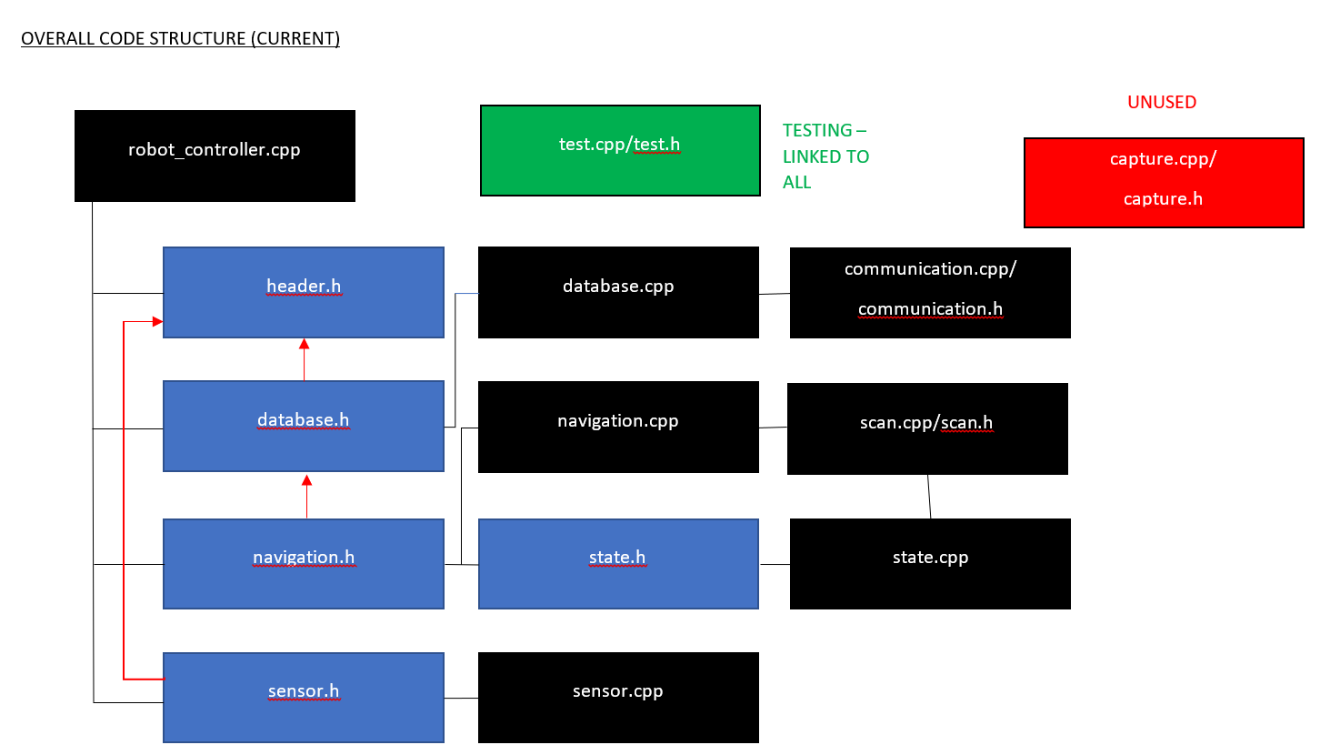 OVERALL CODE STRUCTURE (CURRENT)
UNUSED
robot_controller.cpp
test.cpp/test.h
TESTING –
LINKED TO
ALL
capture.cpp/
capture.h
header.h
database.cpp
communication.cpp/
communication.h
database.h
navigation.cpp
scan.cpp/scan.h
navigation.h
state.h
state.cpp
sensor.h
sensor.cpp